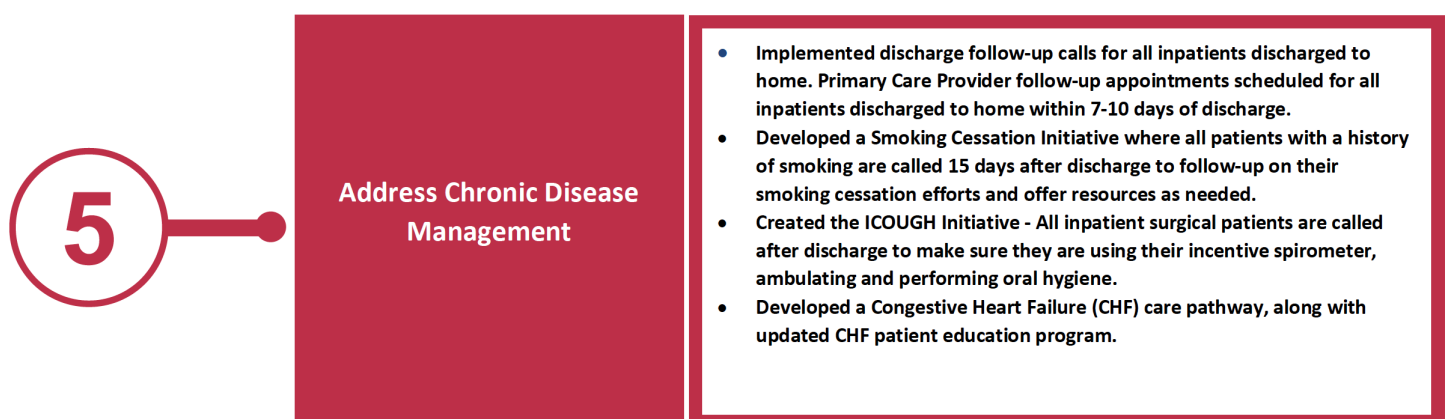 5
Address Chronic Disease
Management
• Implemented discharge follow-up calls for all inpatients discharged to
home. Primary Care Provider follow-up appointments scheduled for all
inpatients discharged to home within 7-10 days of discharge.
• Developed a Smoking Cessation Initiative where all patients with a history
of smoking are called 15 days after discharge to follow-up on their
smoking cessation efforts and offer resources as needed.
• Created the ICOUGH Initiative - All inpatient surgical patients are called
after discharge to make sure they are using their incentive spirometer,
ambulating and performing oral hygiene.
• Developed a Congestive Heart Failure (CHF) care pathway, along with
updated CHF patient education program.